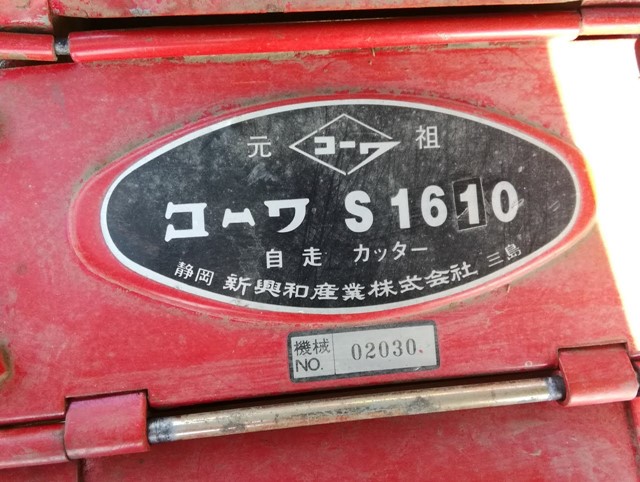 元 コーワ 祖
コーワ S1610
自走 カッター
静岡 新興和産業株式会社 三島
機械 NO. 02030.